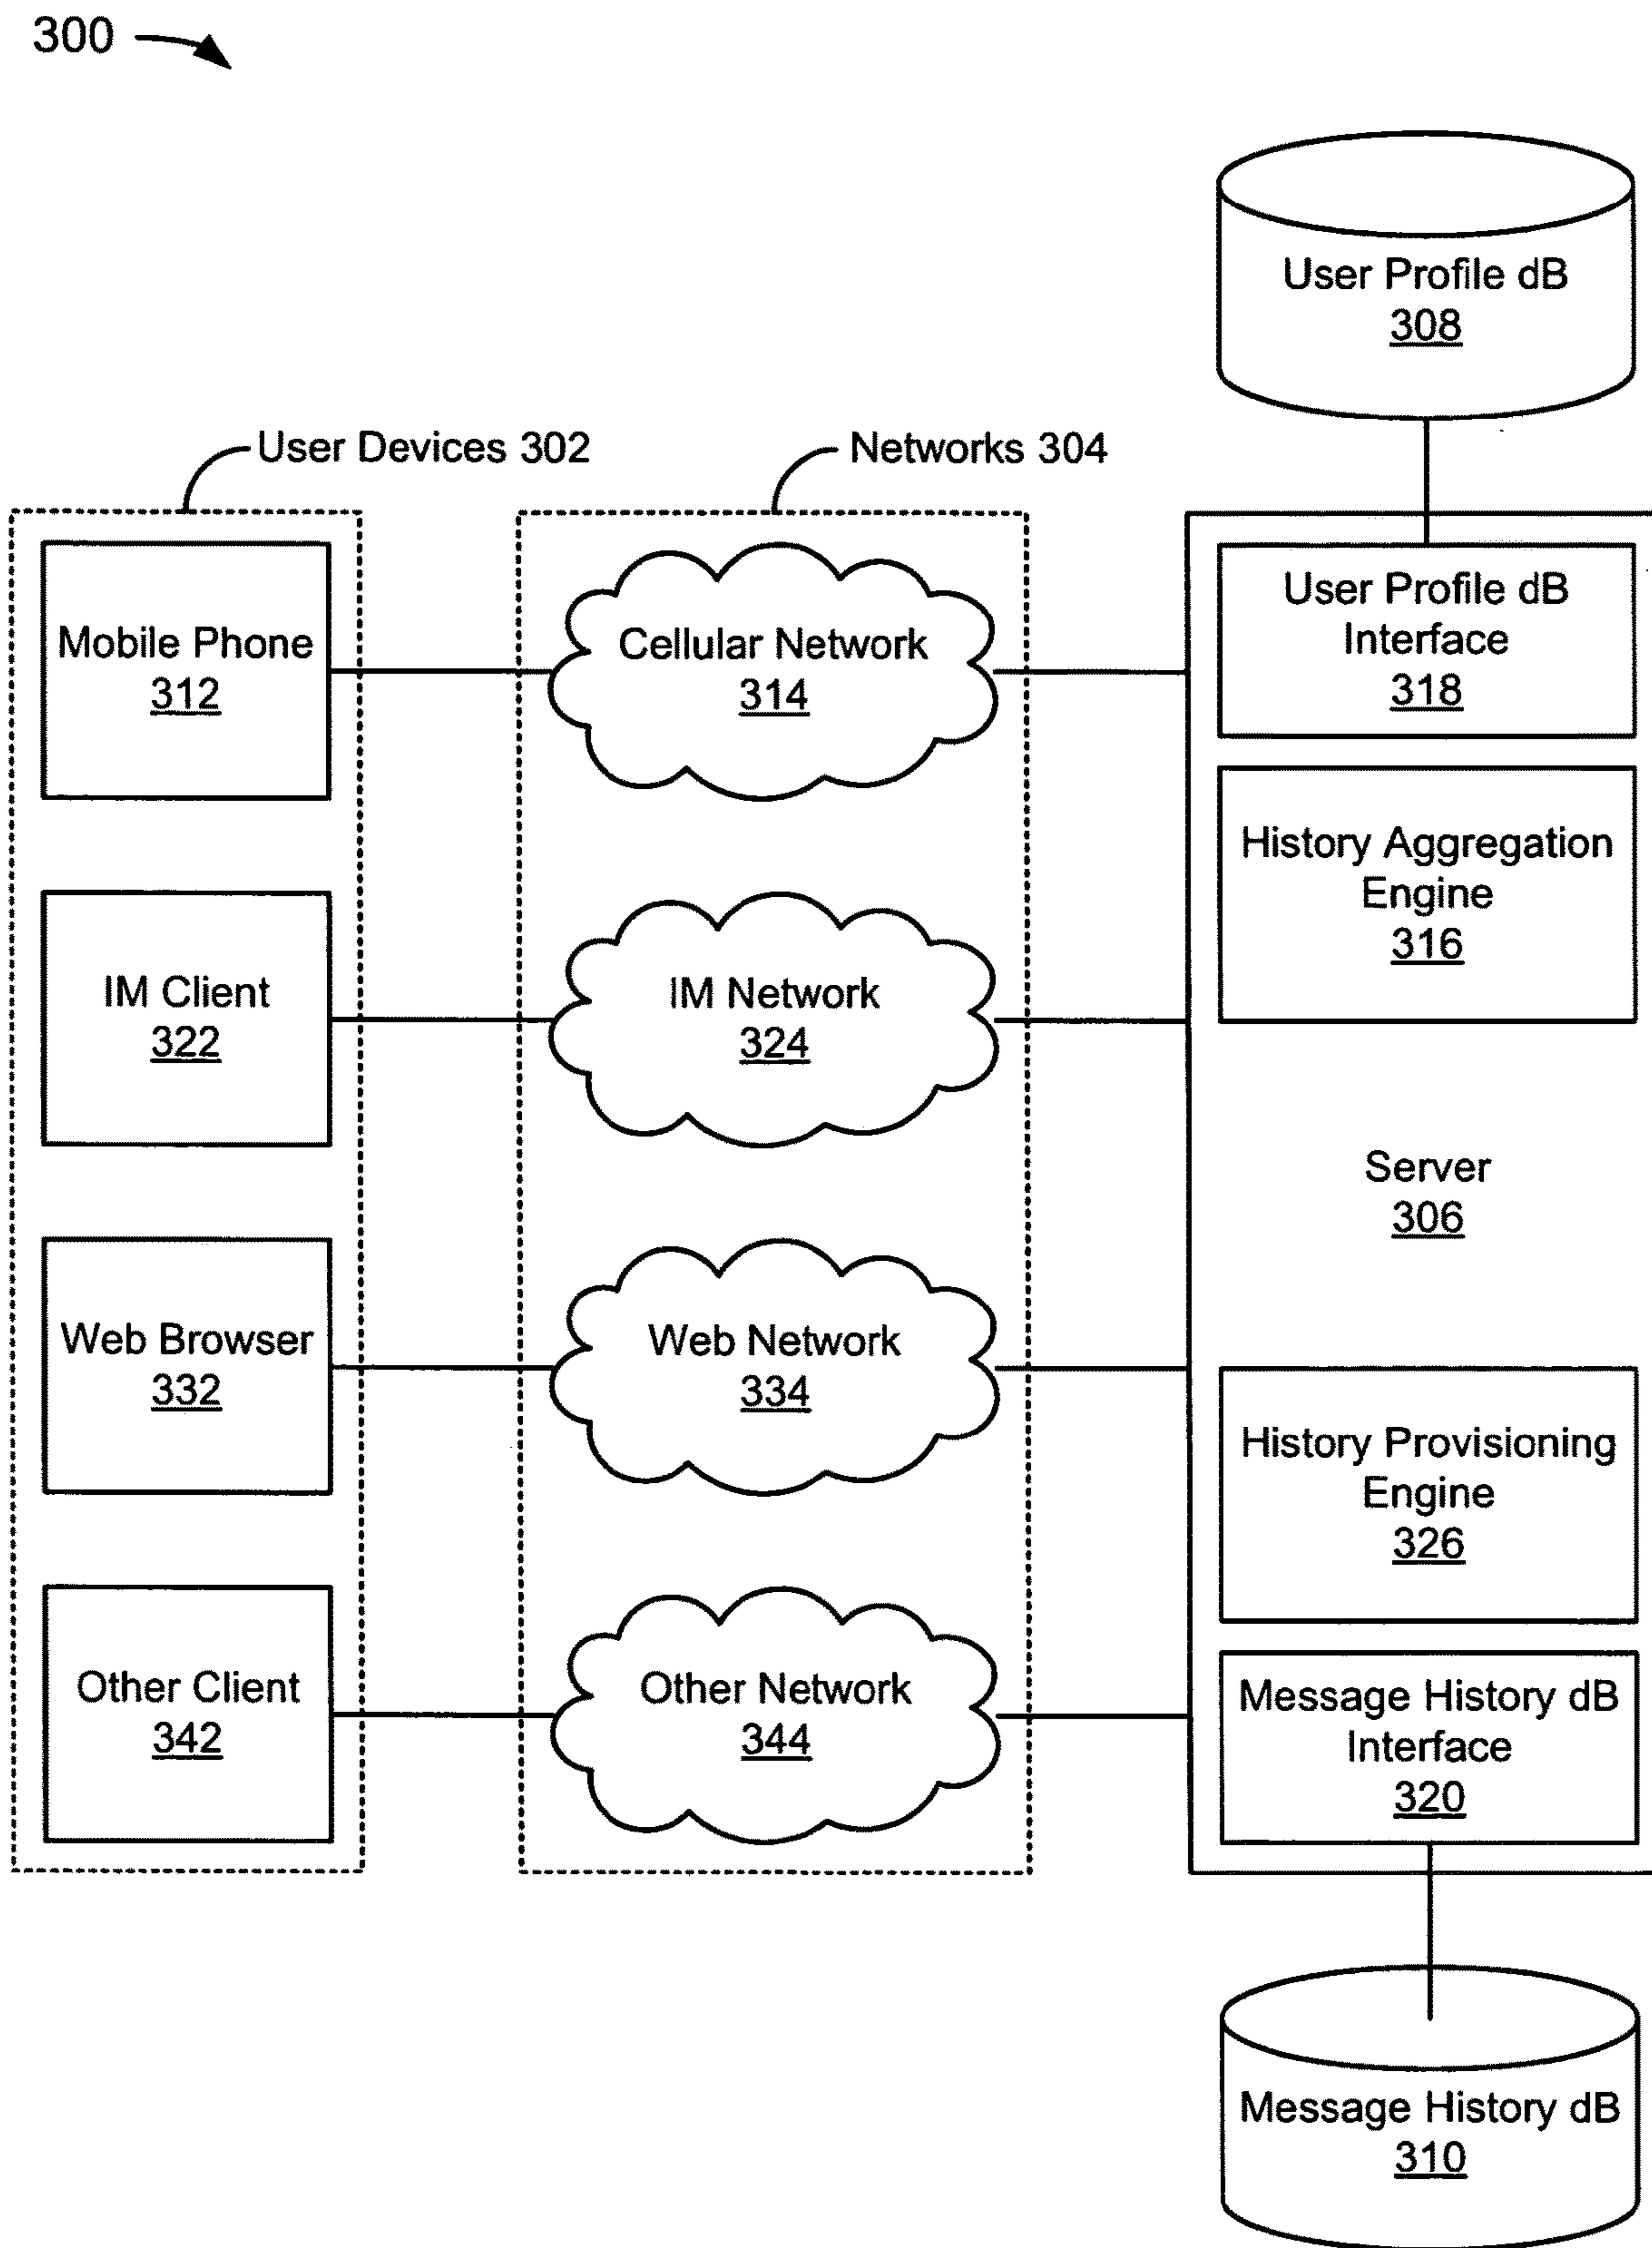 300
User Profile dB
308
User Devices 302
Networks 304
Mobile Phone
312
Cellular Network
314
User Profile dB
Interface
318
History Aggregation
Engine
316
IM Client
322
IM Network
324
Server
306
Web Browser
332
Web Network
334
History Provisioning
Engine
326
Other Client
342
Other Network
344
Message History dB
Interface
320
Message History dB
310